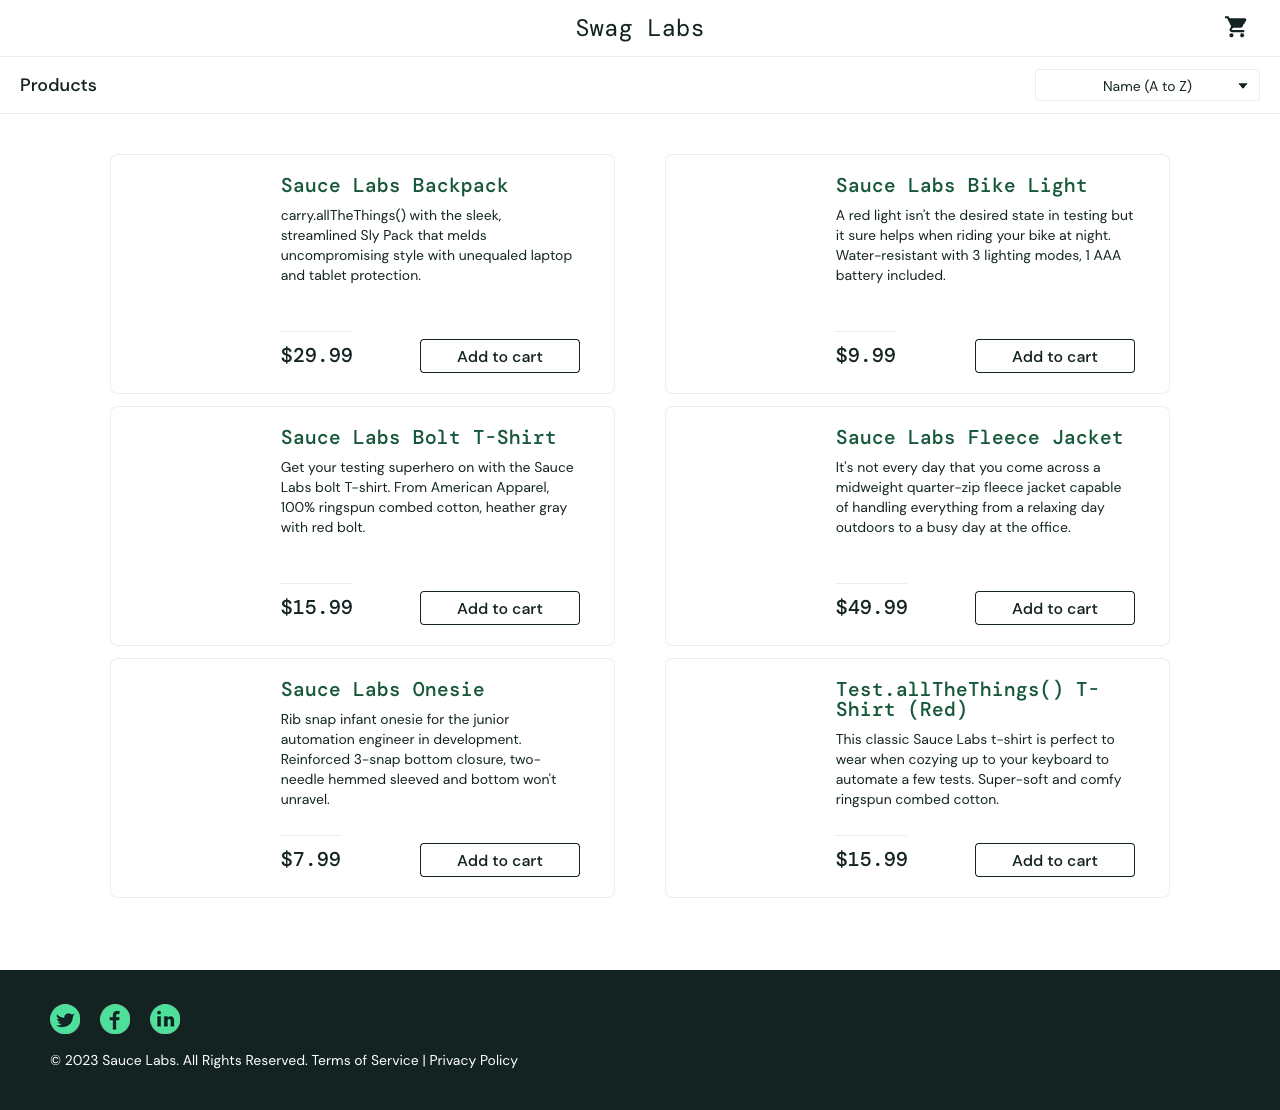 Swag Labs
Products
Name (A to Z)
Sauce Labs Backpack
carry.allTheThings() with the sleek,
streamlined Sly Pack that melds
uncompromising style with unequaled laptop
and tablet protection.
$29.99
Add to cart
Sauce Labs Bike Light
A red light isn't the desired state in testing but
it sure helps when riding your bike at night.
Water-resistant with 3 lighting modes, 1 AAA
battery included.
$9.99
Add to cart
Sauce Labs Bolt T-Shirt
Get your testing superhero on with the Sauce
Labs bolt T-shirt. From American Apparel,
100% ringspun combed cotton, heather gray
with red bolt.
$15.99
Add to cart
Sauce Labs Fleece Jacket
It's not every day that you come across a
midweight quarter-zip fleece jacket capable
of handling everything from a relaxing day
outdoors to a busy day at the office.
$49.99
Add to cart
Sauce Labs Onesie
Rib snap infant onesie for the junior
automation engineer in development.
Reinforced 3-snap bottom closure, two-
needle hemmed sleeved and bottom won't
unravel.
$7.99
Add to cart
Test.allTheThings() T-
Shirt (Red)
This classic Sauce Labs t-shirt is perfect to
wear when cozying up to your keyboard to
automate a few tests. Super-soft and comfy
ringspun combed cotton.
$15.99
Add to cart
© 2023 Sauce Labs. All Rights Reserved. Terms of Service | Privacy Policy